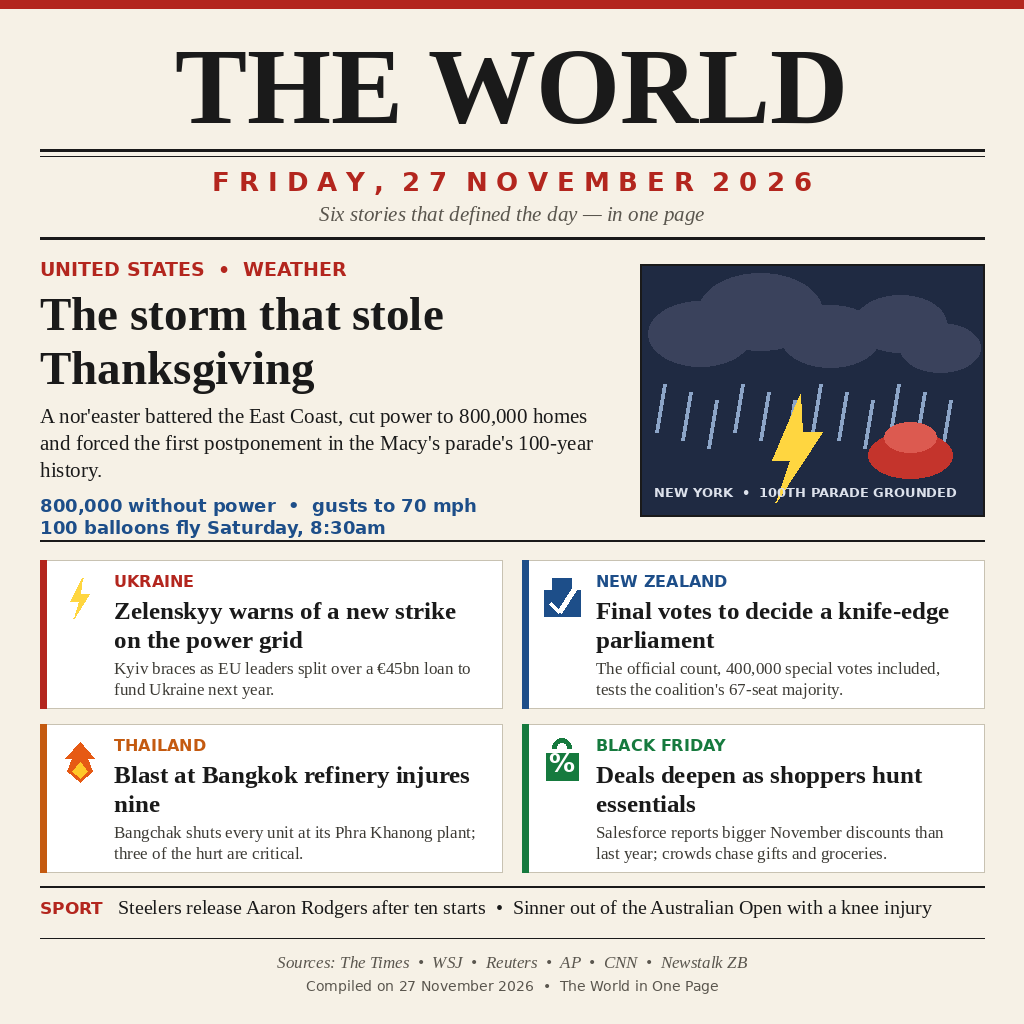 THE WORLD
FRIDAY, 27 NOVEMBER 2026
Six stories that defined the day — in one page
UNITED STATES • WEATHER
The storm that stole
Thanksgiving
A nor'easter battered the East Coast, cut power to 800,000 homes
and forced the first postponement in the Macy's parade's 100-year
history.
800,000 without power • gusts to 70 mph
100 balloons fly Saturday, 8:30am
NEW YORK • 100TH PARADE GROUNDED
UKRAINE
Zelenskyy warns of a new strike
on the power grid
Kyiv braces as EU leaders split over a €45bn loan to
fund Ukraine next year.
NEW ZEALAND
Final votes to decide a knife-edge
parliament
The official count, 400,000 special votes included,
tests the coalition's 67-seat majority.
THAILAND
Blast at Bangkok refinery injures
nine
Bangchak shuts every unit at its Phra Khanong plant;
three of the hurt are critical.
%
BLACK FRIDAY
Deals deepen as shoppers hunt
essentials
Salesforce reports bigger November discounts than
last year; crowds chase gifts and groceries.
SPORT Steelers release Aaron Rodgers after ten starts • Sinner out of the Australian Open with a knee injury
Sources: The Times • WSJ • Reuters • AP • CNN • Newstalk ZB
Compiled on 27 November 2026 • The World in One Page